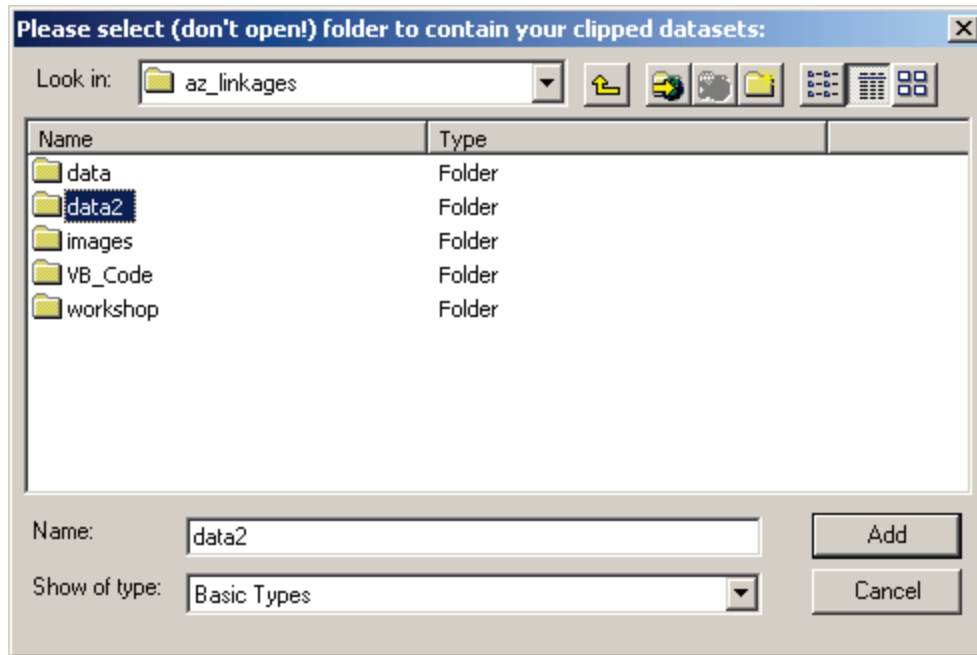 Please select (don't open!) folder to contain your clipped datasets:
Look in: az_linkages
Name Type
data Folder
data2 Folder
images Folder
VB_Code Folder
workshop Folder
Name: data2 Add
Show of type: Basic Types Cancel